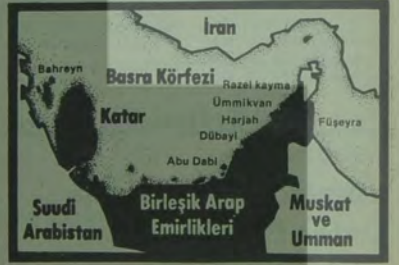 İran
Bahreyn
Basra Körfezi
Razel kayma
Ümmikvan
Katar
Harjah
Füşeyra
Dübayi
Abu Dabi
Suudî
Arabistan
Birleşik Arap
Emirlikleri
Muskat
ve
Umman